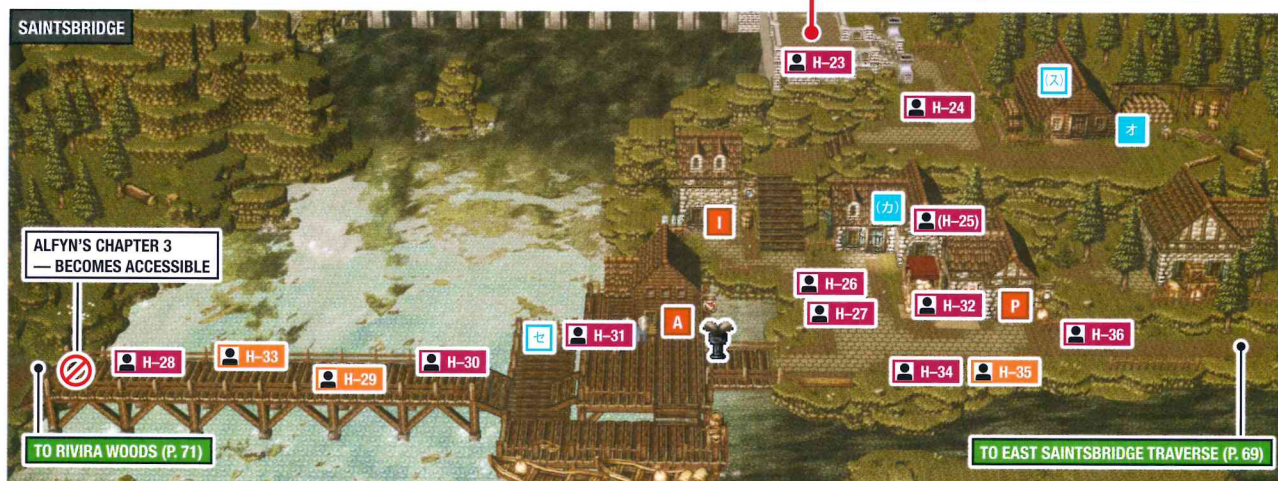 SAINTSBRIDGE
H–23
(ス)
H–24
オ
(カ)
(H–25)
I
ALFYN'S CHAPTER 3
— BECOMES ACCESSIBLE
H–26
H–27
H–32
P
A
セ
H–31
H–36
H–28
H–33
H–29
H–30
H–34
H–35
TO RIVIRA WOODS (P. 71)
TO EAST SAINTSBRIDGE TRAVERSE (P. 69)